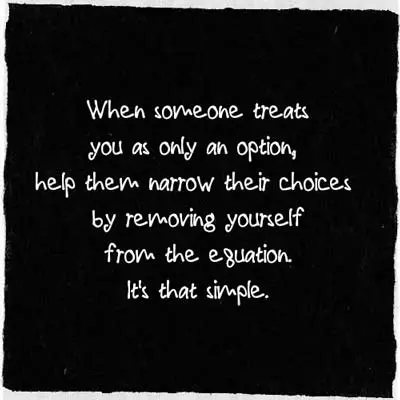 When someone treats
you as only an option,
help them narrow their choices
by removing yourself
from the equation.
It's that simple.